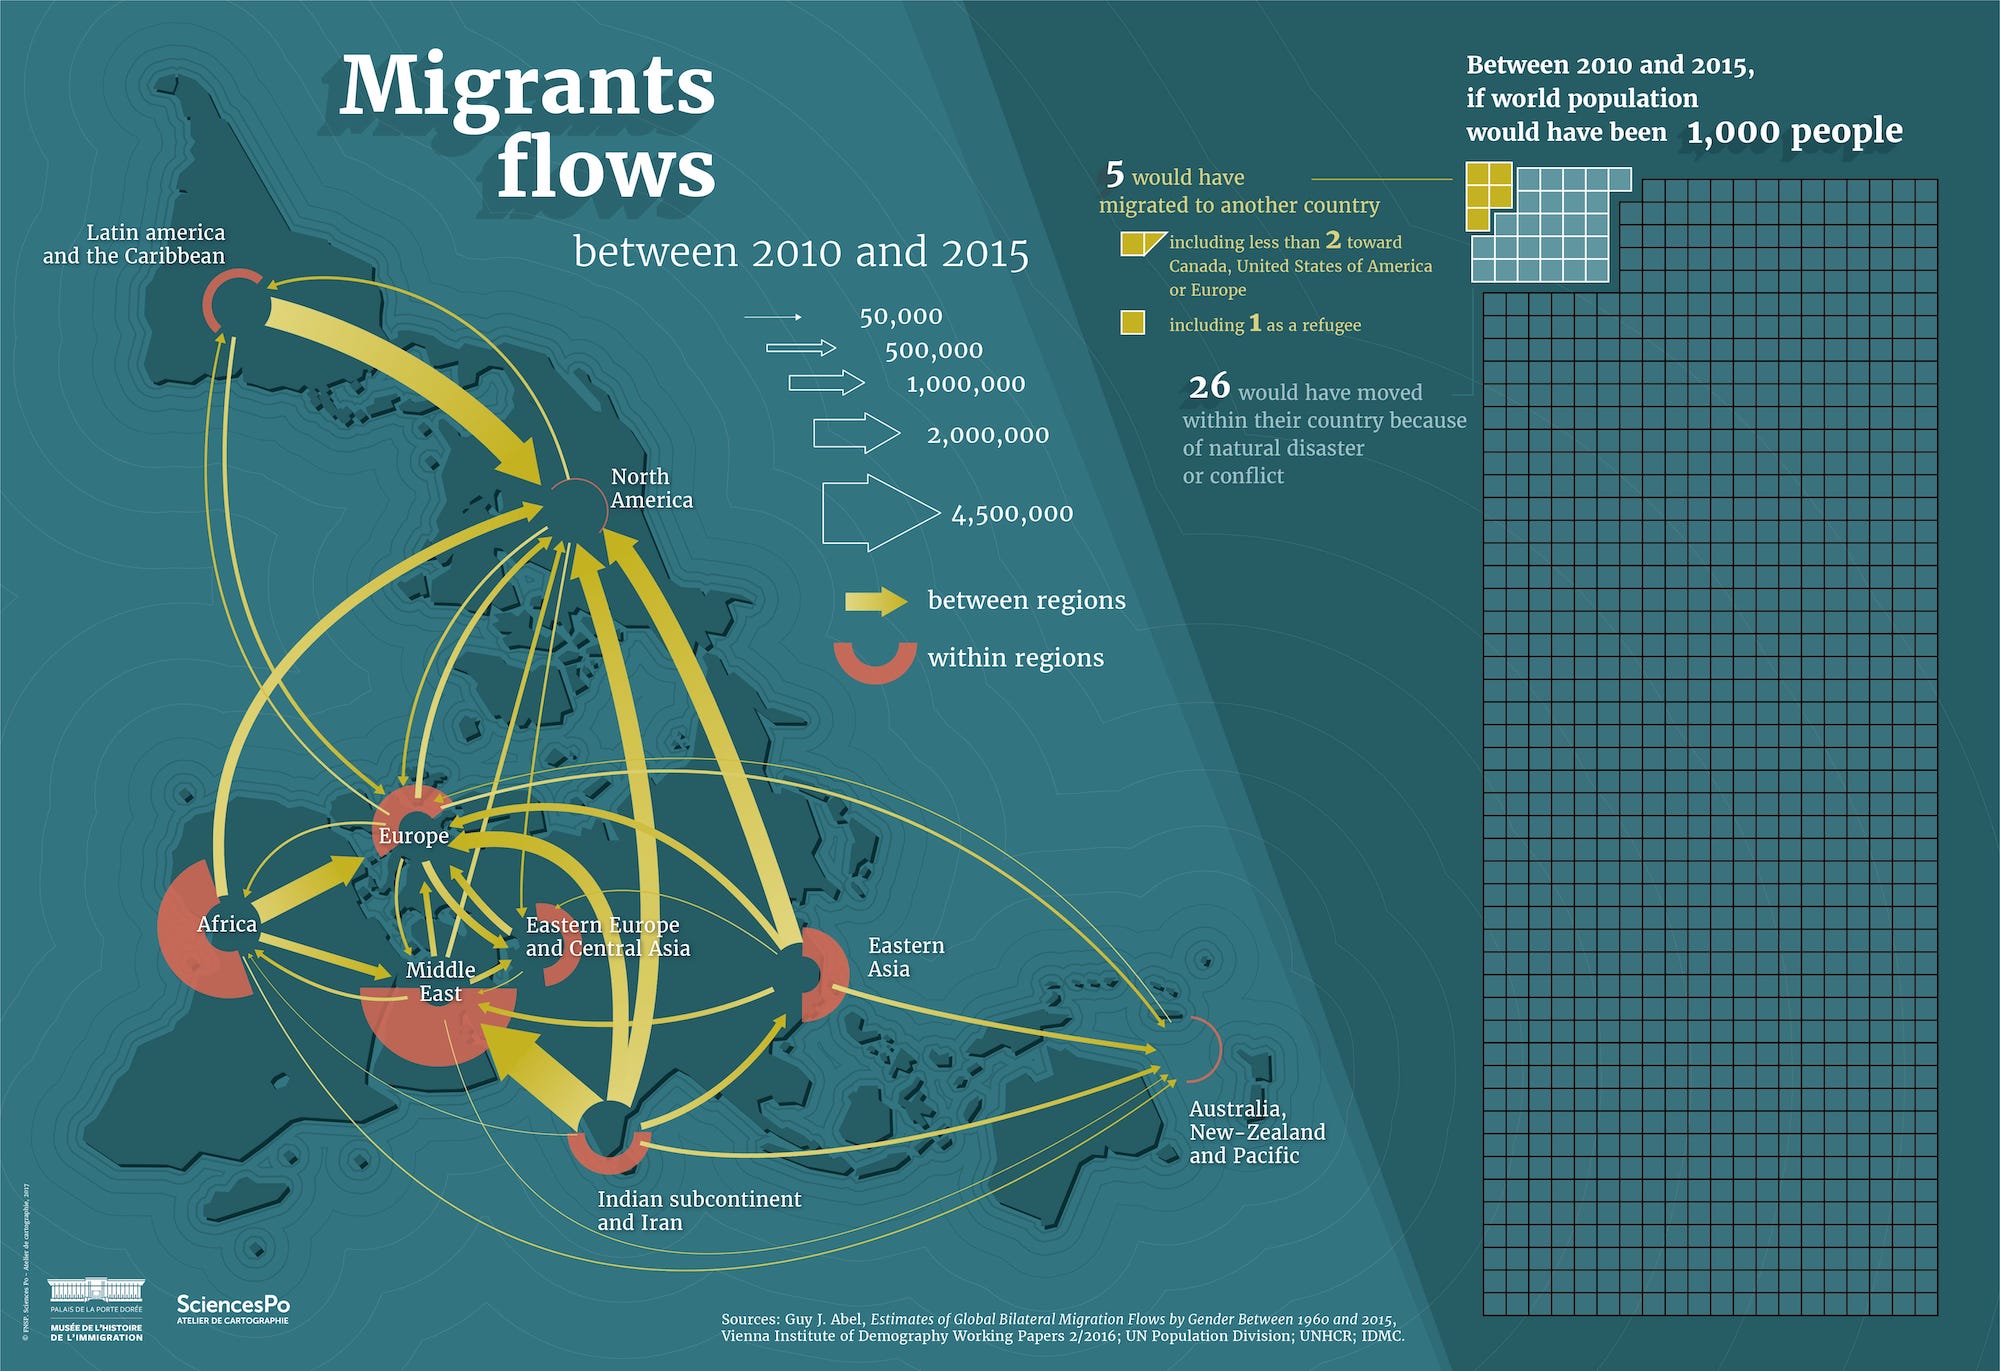 Migrants
flows
between 2010 and 2015
50,000
500,000
1,000,000
2,000,000
4,500,000
between regions
within regions
Between 2010 and 2015,
if world population
would have been 1,000 people
5 would have
migrated to another country
including less than 2 toward
Canada, United States of America
or Europe
including 1 as a refugee
26 would have moved
within their country because
of natural disaster
or conflict
Latin america
and the Caribbean
North
America
Europe
Africa
Eastern Europe
and Central Asia
Middle
East
Eastern
Asia
Indian subcontinent
and Iran
Australia,
New-Zealand
and Pacific
© FNSP. Sciences Po - Atelier de cartographie, 2017
PALAIS DE LA PORTE DORÉE
MUSÉE DE L'HISTOIRE
DE L'IMMIGRATION
SciencesPo
ATELIER DE CARTOGRAPHIE
Sources: Guy J. Abel, Estimates of Global Bilateral Migration Flows by Gender Between 1960 and 2015,
Vienna Institute of Demography Working Papers 2/2016; UN Population Division; UNHCR; IDMC.